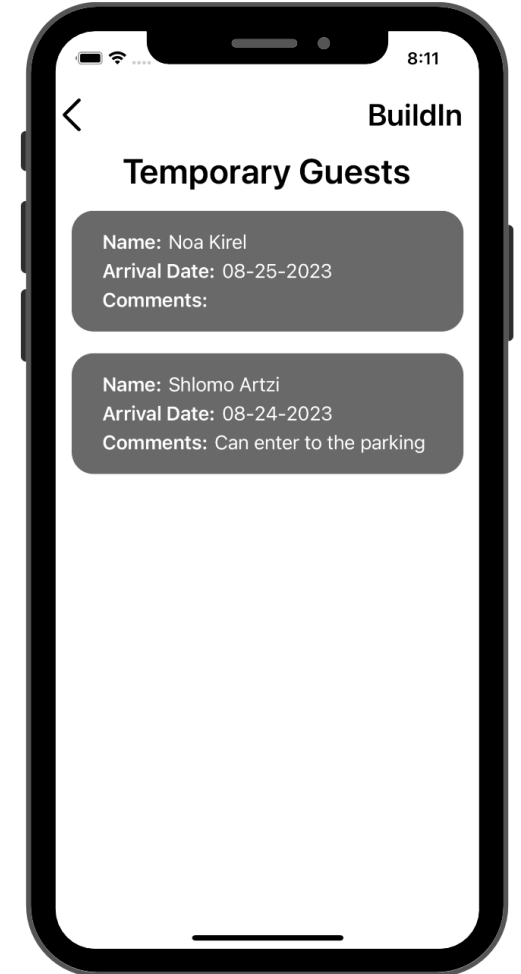 8:11
BuildIn
Temporary Guests
Name: Noa Kirel
Arrival Date: 08-25-2023
Comments:
Name: Shlomo Artzi
Arrival Date: 08-24-2023
Comments: Can enter to the parking